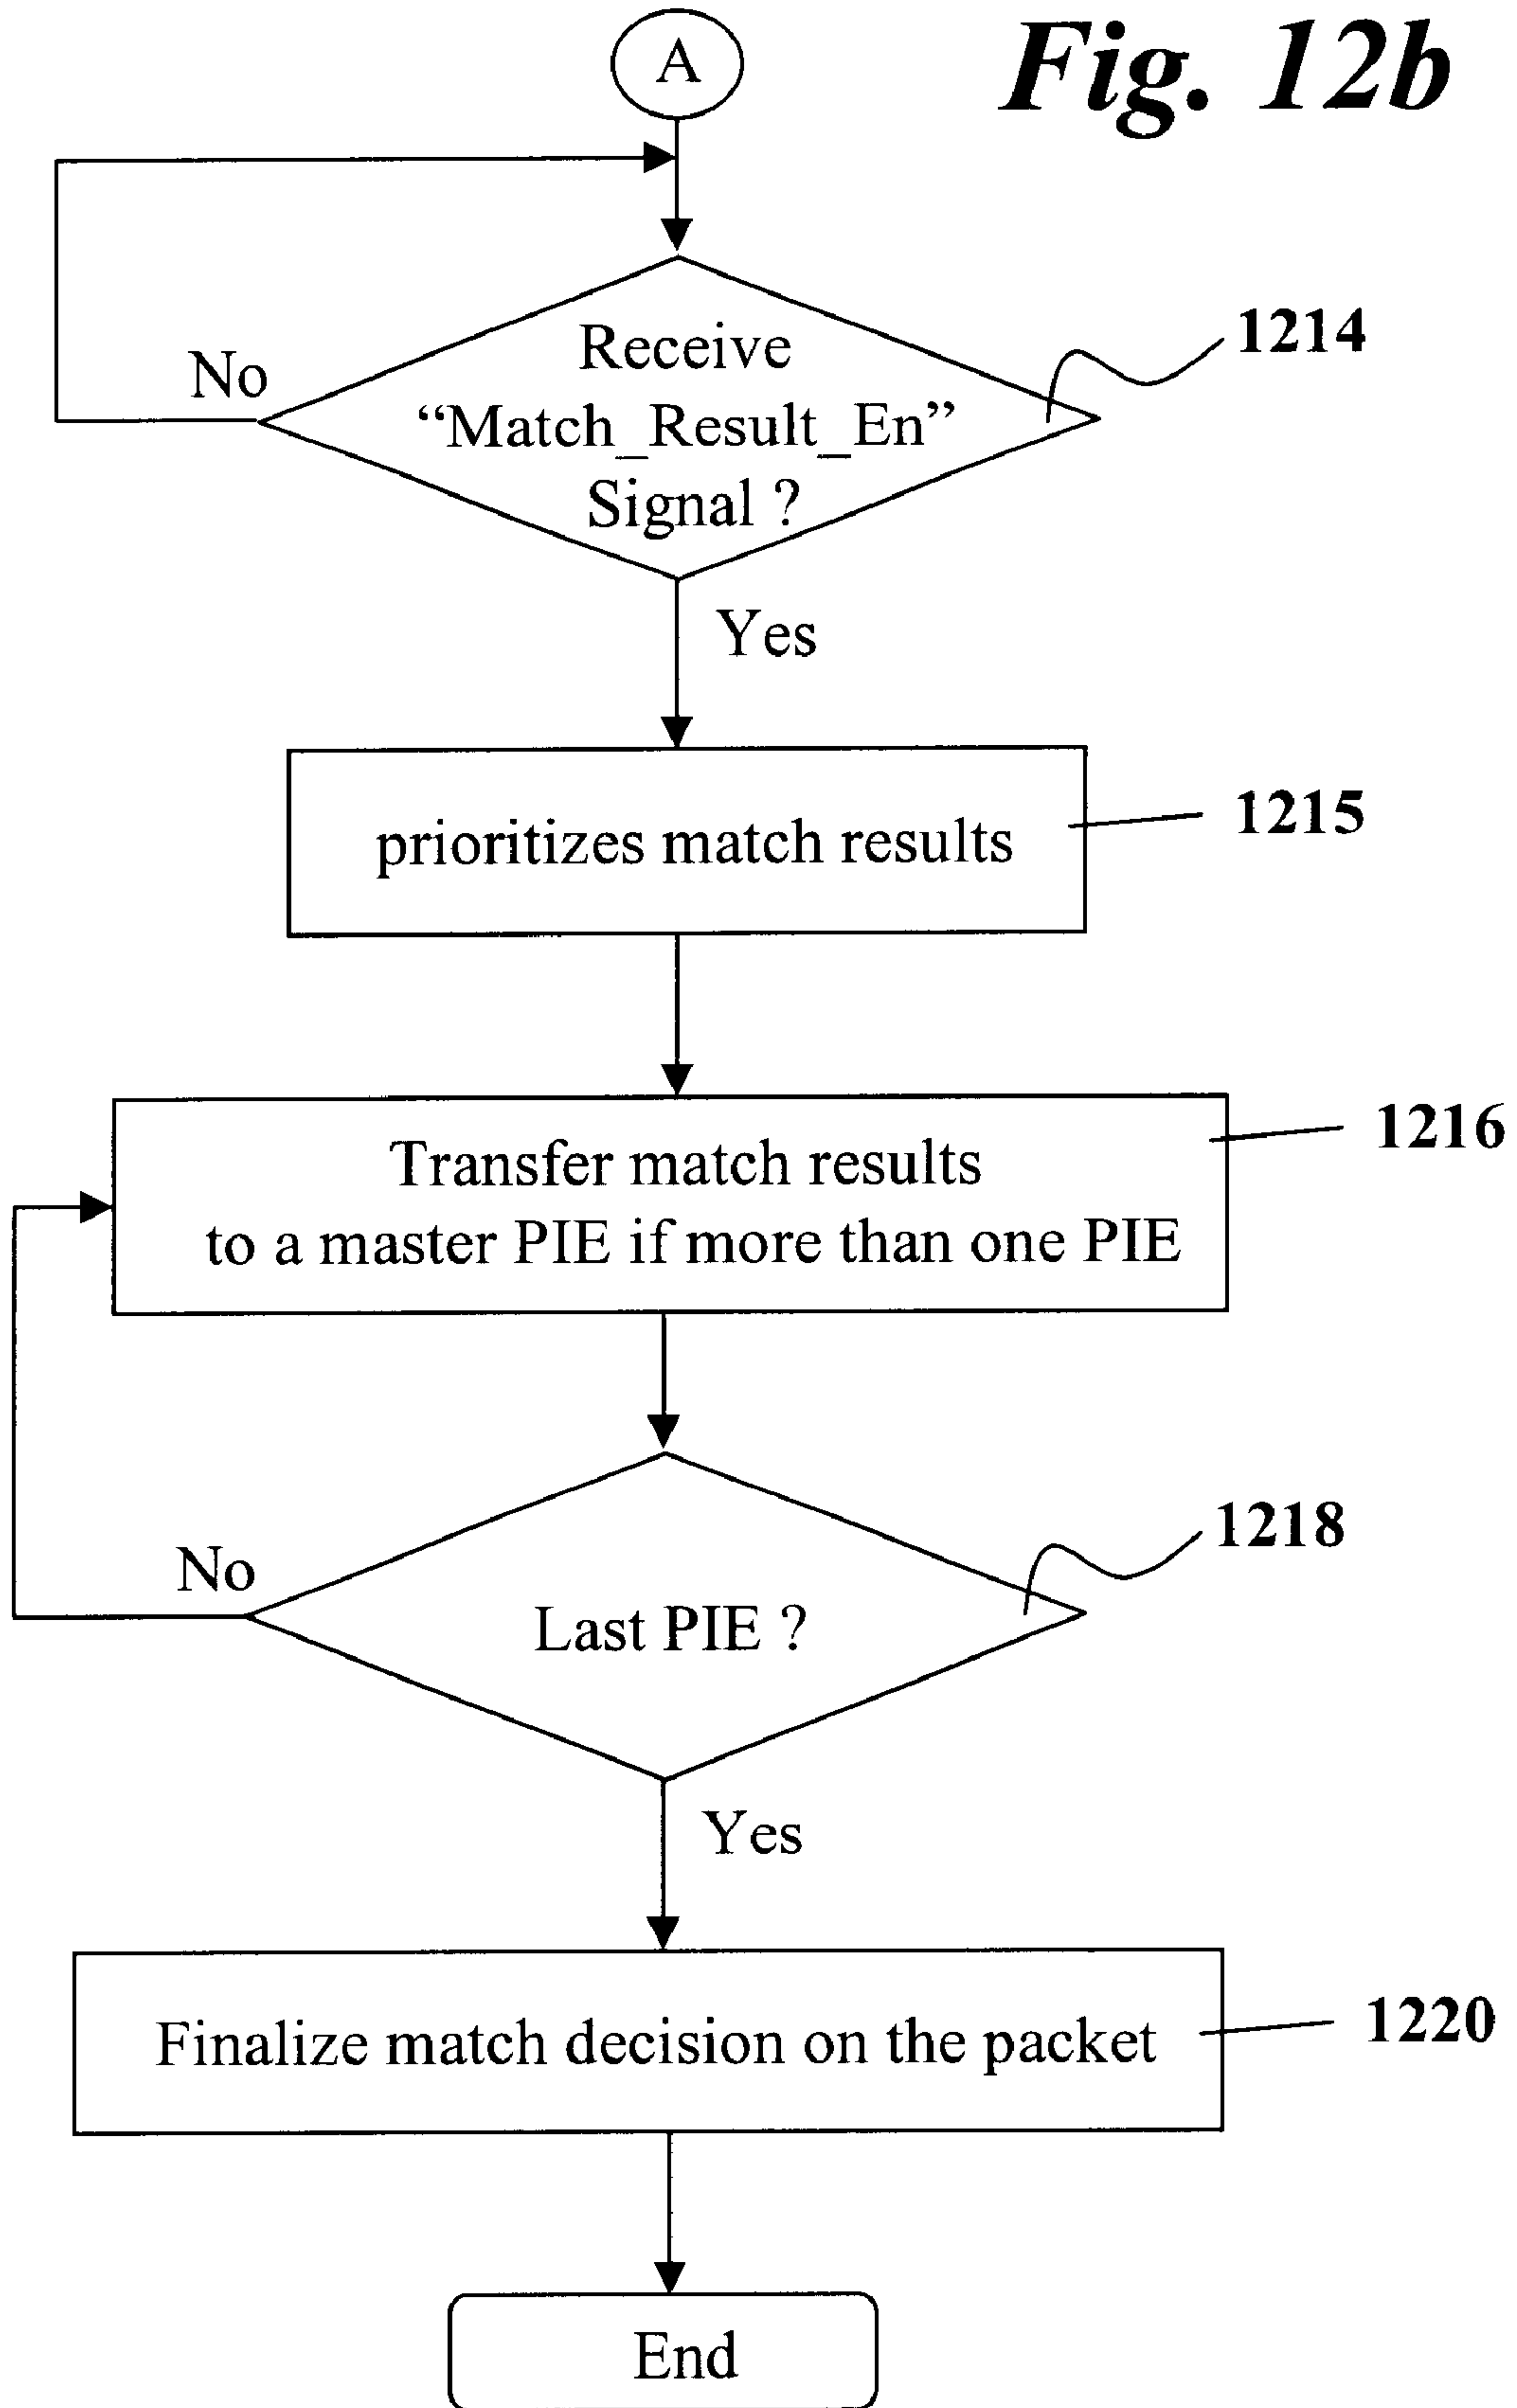 Fig. 12b
A
Receive
“Match_Result_En”
Signal ?
1214
No
Yes
prioritizes match results
1215
Transfer match results
to a master PIE if more than one PIE
1216
Last PIE ?
1218
No
Yes
Finalize match decision on the packet
1220
End